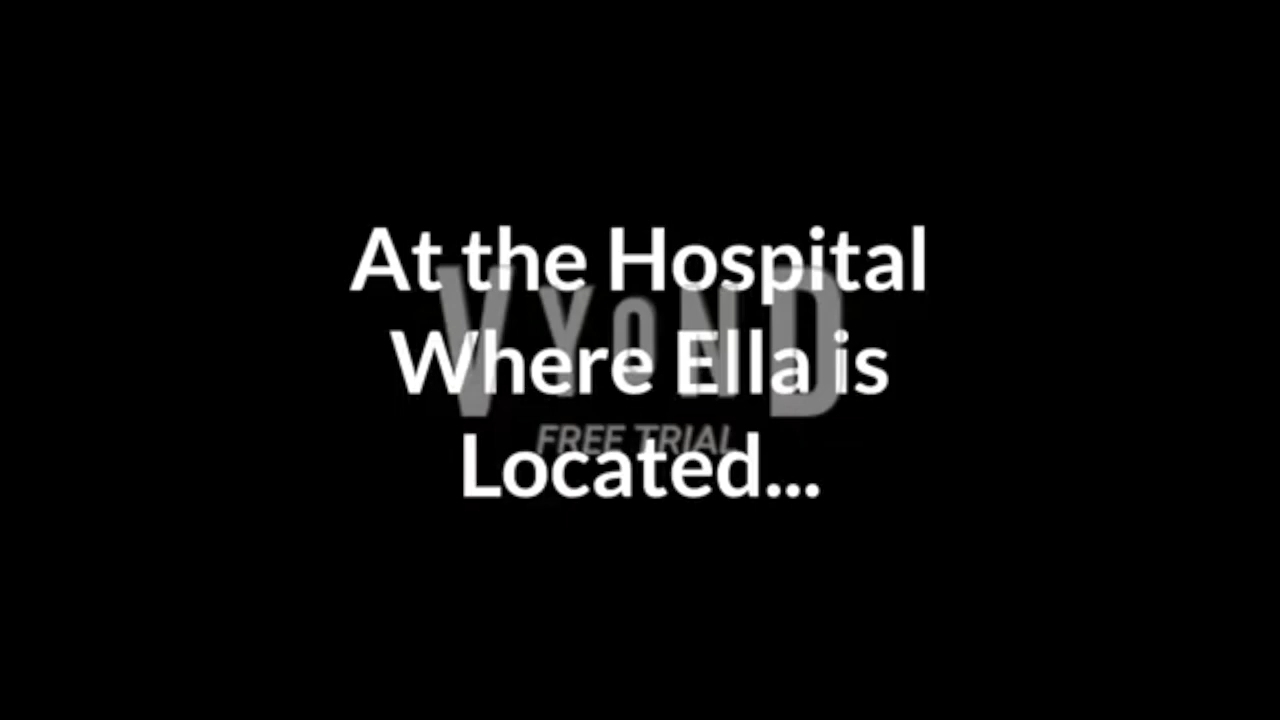 At the Hospital
Where Ella is
Located...
VYOND
FREE TRIAL